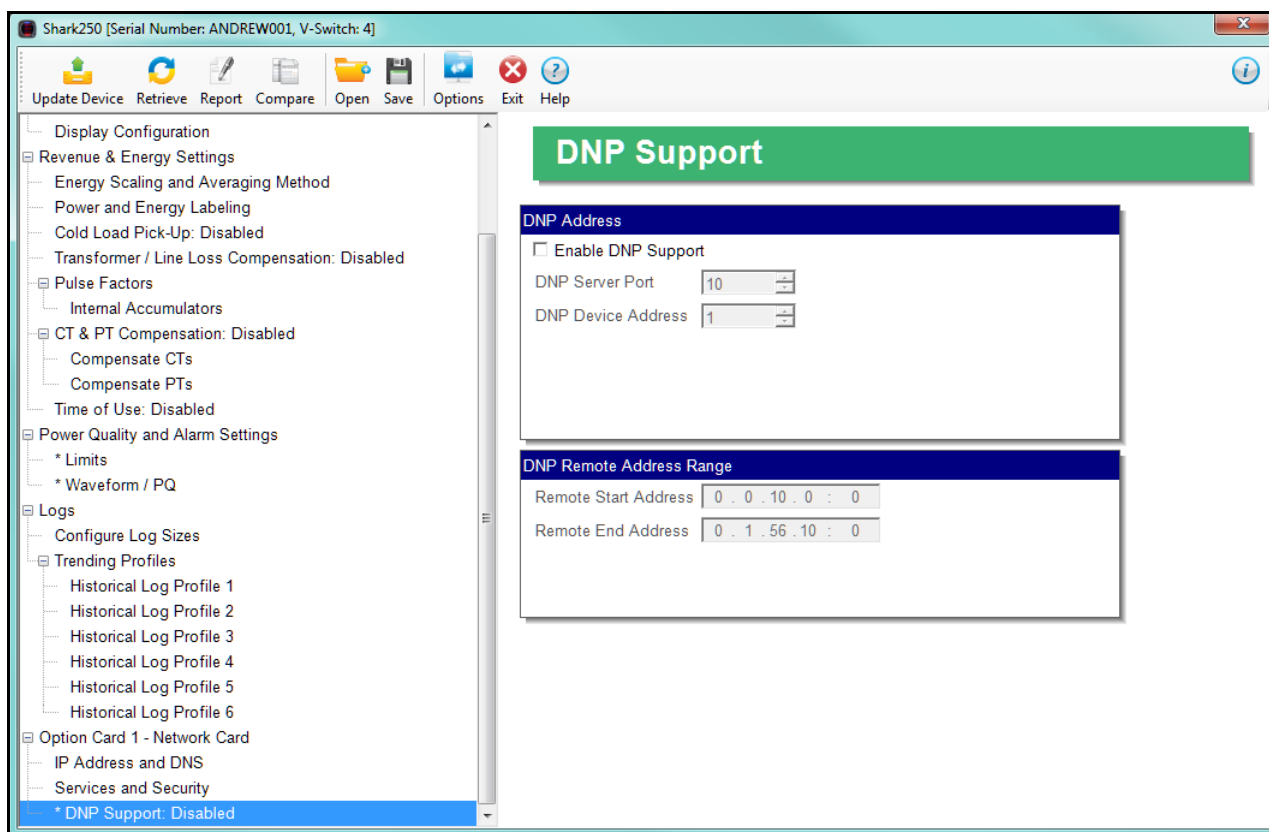 Shark250 [Serial Number: ANDREW001, V-Switch: 4]
Update Device Retrieve Report Compare Open Save Options Exit Help
Display Configuration
Revenue & Energy Settings
Energy Scaling and Averaging Method
Power and Energy Labeling
Cold Load Pick-Up: Disabled
Transformer / Line Loss Compensation: Disabled
Pulse Factors
Internal Accumulators
CT & PT Compensation: Disabled
Compensate CTs
Compensate PTs
Time of Use: Disabled
Power Quality and Alarm Settings
* Limits
* Waveform / PQ
Logs
Configure Log Sizes
Trending Profiles
Historical Log Profile 1
Historical Log Profile 2
Historical Log Profile 3
Historical Log Profile 4
Historical Log Profile 5
Historical Log Profile 6
Option Card 1 - Network Card
IP Address and DNS
Services and Security
* DNP Support: Disabled
DNP Support
DNP Address
Enable DNP Support
DNP Server Port 10
DNP Device Address 1
DNP Remote Address Range
Remote Start Address 0 . 0 . 10 . 0 : 0
Remote End Address 0 . 1 . 56 . 10 : 0